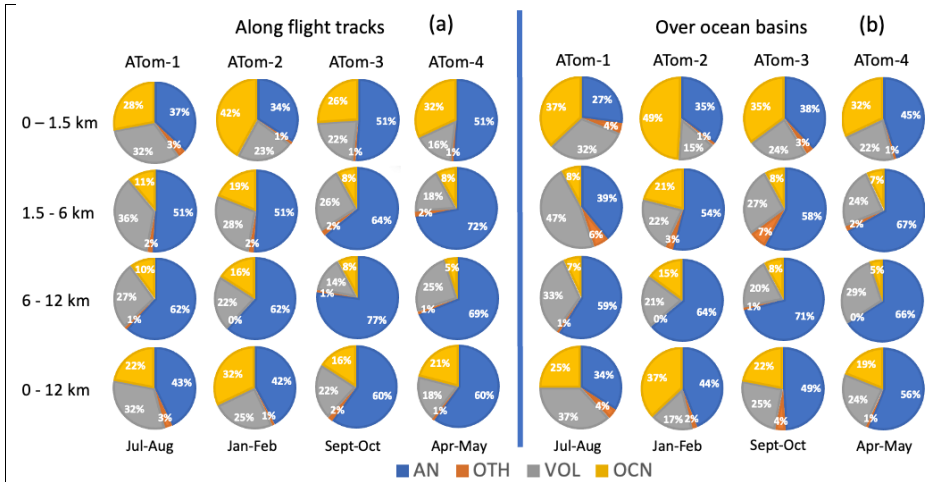 Along flight tracks (a) Over ocean basins (b)
ATom-1 ATom-2 ATom-3 ATom-4 ATom-1 ATom-2 ATom-3 ATom-4
0 – 1.5 km
28% 37% 3% 32%
42% 34% 1% 23%
26% 51% 1% 22%
32% 51% 1% 16%
37% 27% 4% 32%
49% 35% 1% 15%
35% 38% 3% 24%
32% 45% 1% 22%
1.5 - 6 km
11% 51% 2% 36%
19% 51% 2% 28%
8% 64% 2% 26%
8% 72% 2% 18%
8% 39% 6% 47%
21% 54% 3% 22%
8% 58% 7% 27%
7% 67% 2% 24%
6 - 12 km
10% 62% 1% 27%
16% 62% 0% 22%
8% 77% 1% 14%
5% 69% 1% 25%
7% 59% 1% 33%
15% 64% 0% 21%
8% 71% 1% 20%
5% 66% 0% 29%
0 - 12 km
22% 43% 3% 32%
32% 42% 1% 25%
16% 60% 2% 22%
21% 60% 1% 18%
25% 34% 4% 37%
37% 44% 2% 17%
22% 49% 4% 25%
19% 56% 1% 24%
Jul-Aug Jan-Feb Sept-Oct Apr-May Jul-Aug Jan-Feb Sept-Oct Apr-May
AN OTH VOL OCN